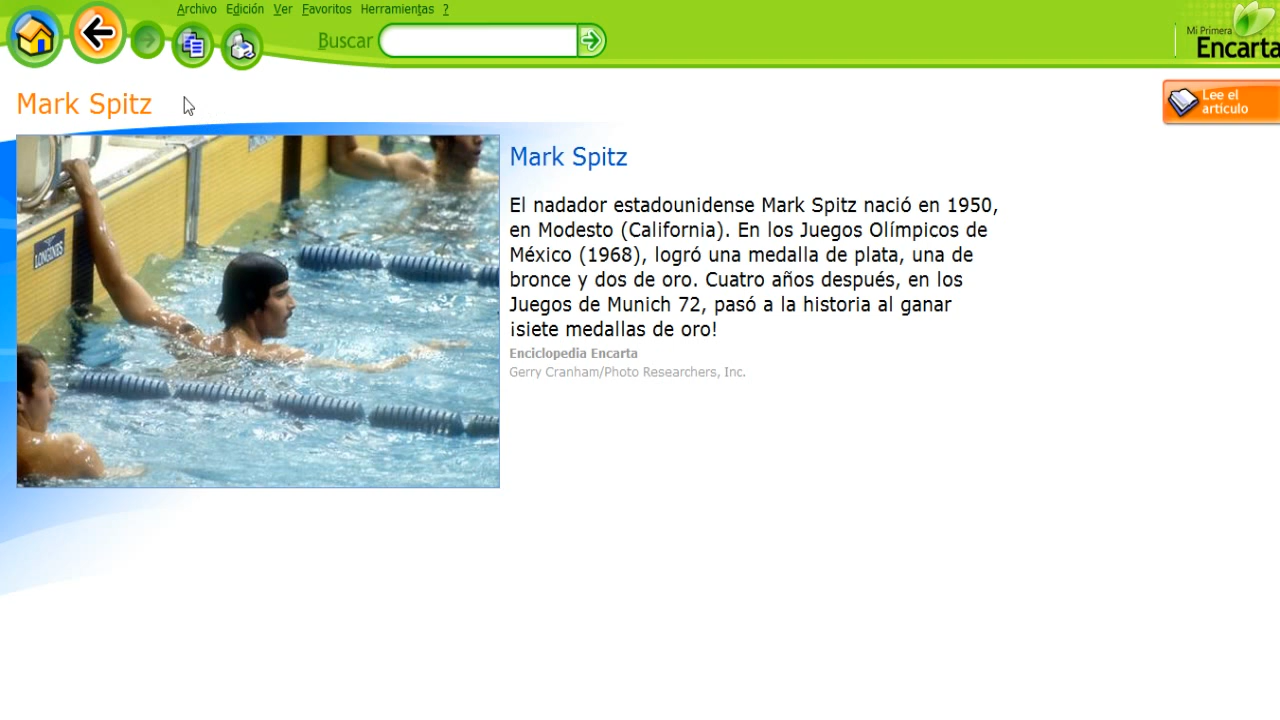 Archivo Edición Ver Favoritos Herramientas ?
Buscar
Mi Primera
Encarta
Mark Spitz
Lee el
artículo
LONGINES
Mark Spitz
El nadador estadounidense Mark Spitz nació en 1950,
en Modesto (California). En los Juegos Olímpicos de
México (1968), logró una medalla de plata, una de
bronce y dos de oro. Cuatro años después, en los
Juegos de Munich 72, pasó a la historia al ganar
¡siete medallas de oro!
Enciclopedia Encarta
Gerry Cranham/Photo Researchers, Inc.